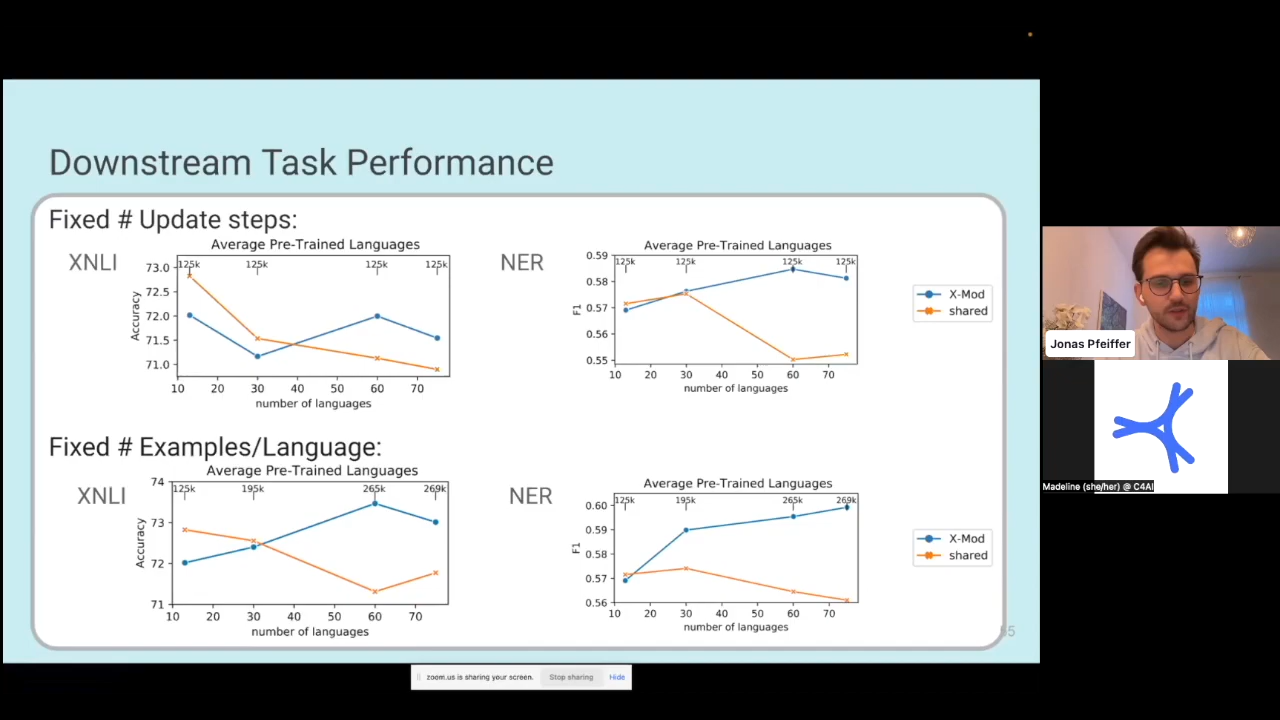 Downstream Task Performance
Fixed # Update steps:
XNLI
Average Pre-Trained Languages
125k 125k 125k 125k
73.0
72.5
72.0
71.5
71.0
Accuracy
10 20 30 40 50 60 70
number of languages
NER
Average Pre-Trained Languages
125k 125k 125k 125k
0.59
0.58
0.57
0.56
0.55
F1
10 20 30 40 50 60 70
number of languages
X-Mod
shared
Fixed # Examples/Language:
XNLI
Average Pre-Trained Languages
125k 195k 265k 269k
74
73
72
71
Accuracy
10 20 30 40 50 60 70
number of languages
NER
Average Pre-Trained Languages
125k 195k 265k 269k
0.60
0.59
0.58
0.57
0.56
F1
10 20 30 40 50 60 70
number of languages
X-Mod
shared
Jonas Pfeiffer
Madeline (she/her) @ C4AI
zoom.us is sharing your screen. Stop sharing Hide